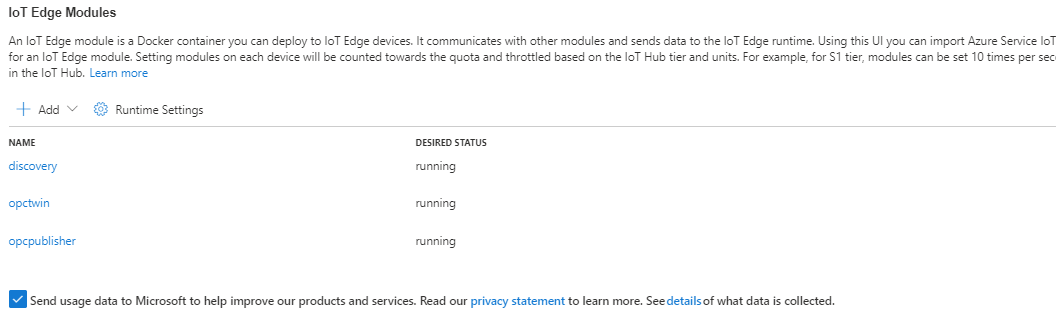 IoT Edge Modules
An IoT Edge module is a Docker container you can deploy to IoT Edge devices. It communicates with other modules and sends data to the IoT Edge runtime. Using this UI you can import Azure Service IoT
for an IoT Edge module. Setting modules on each device will be counted towards the quota and throttled based on the IoT Hub tier and units. For example, for S1 tier, modules can be set 10 times per sec
in the IoT Hub. Learn more
Add Runtime Settings
NAME DESIRED STATUS
discovery running
opctwin running
opcpublisher running
Send usage data to Microsoft to help improve our products and services. Read our privacy statement to learn more. See details of what data is collected.